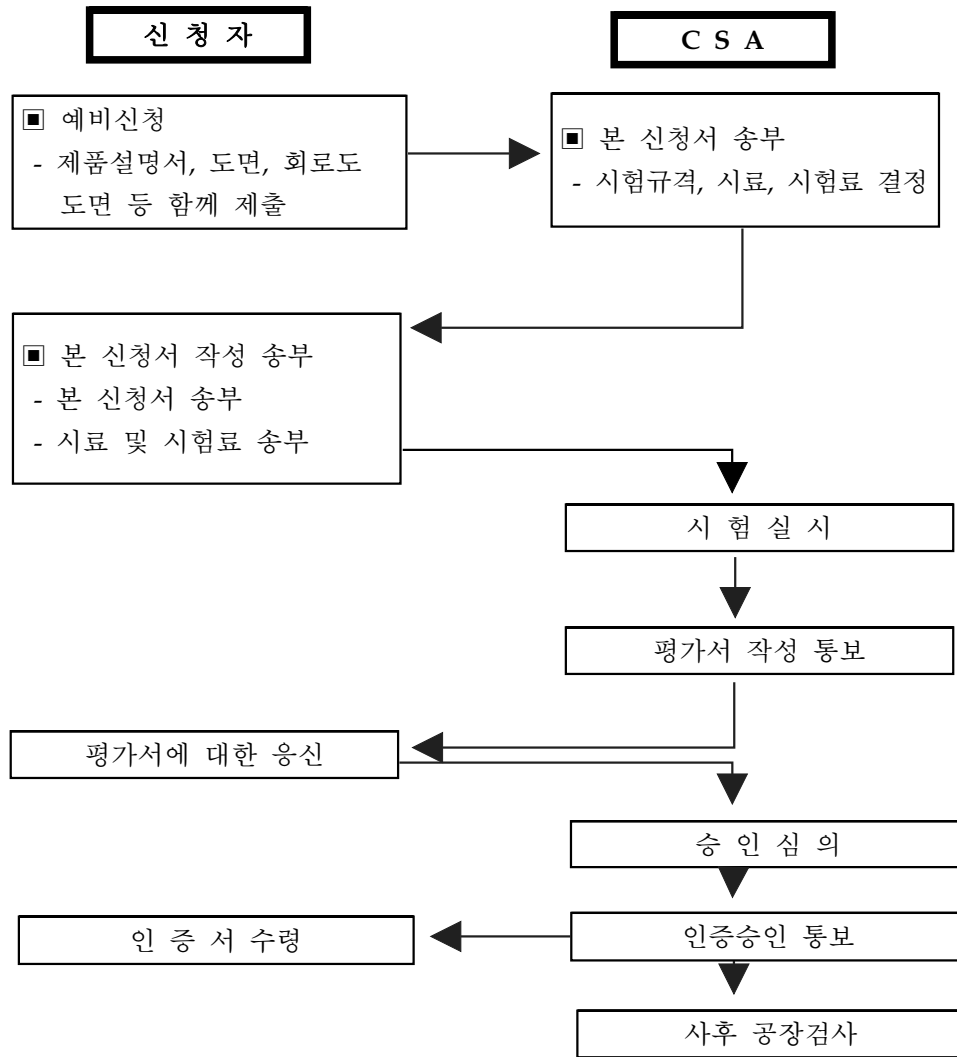 신 청 자
C S A
▣ 예비신청
- 제품설명서, 도면, 회로도
도면 등 함께 제출
▣ 본 신청서 송부
- 시험규격, 시료, 시험료 결정
▣ 본 신청서 작성 송부
- 본 신청서 송부
- 시료 및 시험료 송부
시 험 실 시
평가서 작성 통보
평가서에 대한 응신
승 인 심 의
인증승인 통보
인 증 서 수령
사후 공장검사